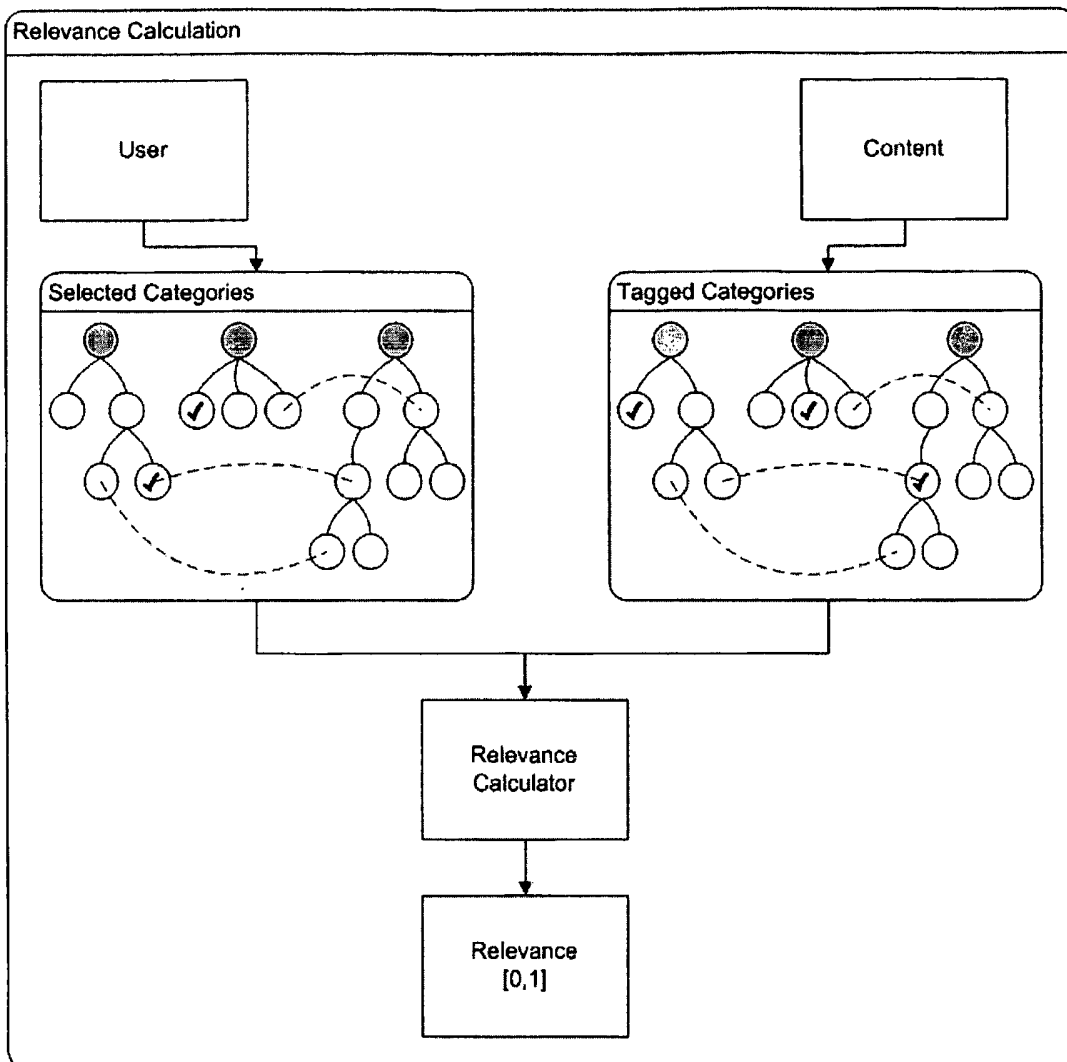 Relevance Calculation
User
Content
Selected Categories
Tagged Categories
Relevance
Calculator
Relevance
[0,1]